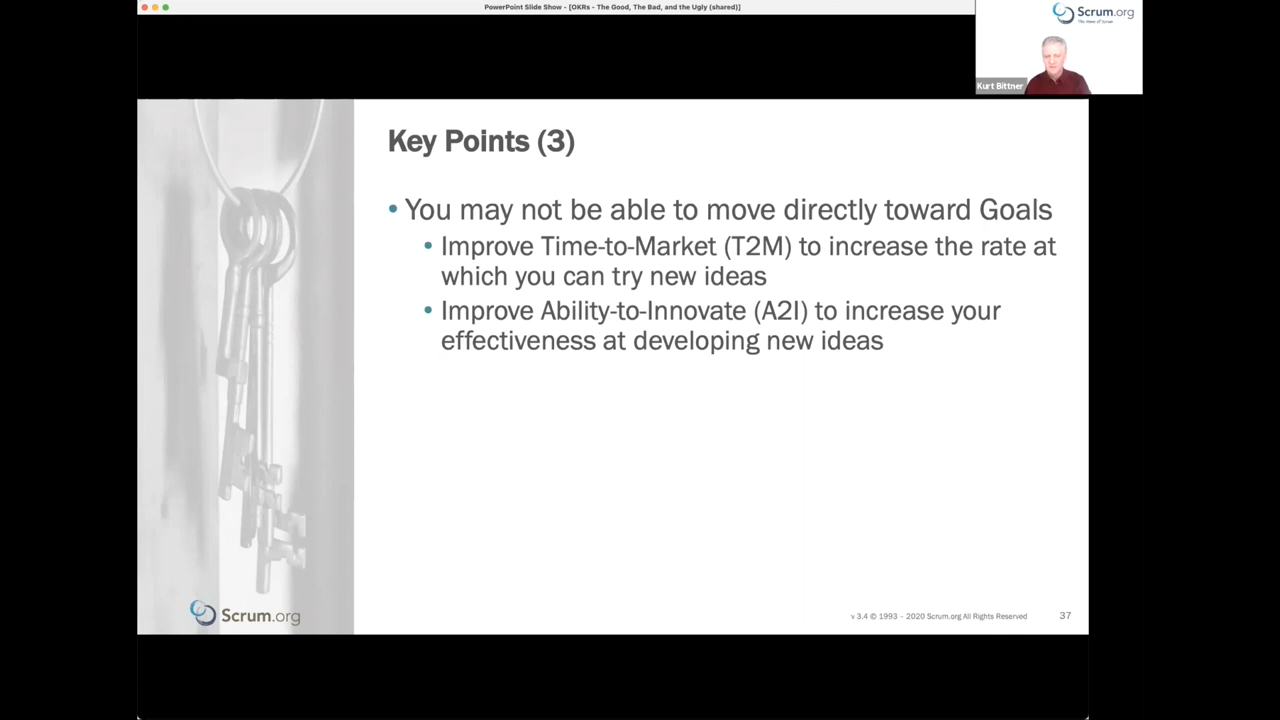 PowerPoint Slide Show - [OKRs - The Good, The Bad, and the Ugly (shared)]
Scrum.org
The Home of Scrum
Kurt Bittner
Key Points (3)
• You may not be able to move directly toward Goals
• Improve Time-to-Market (T2M) to increase the rate at
which you can try new ideas
• Improve Ability-to-Innovate (A2I) to increase your
effectiveness at developing new ideas
Scrum.org
v 3.4 © 1993 – 2020 Scrum.org All Rights Reserved
37